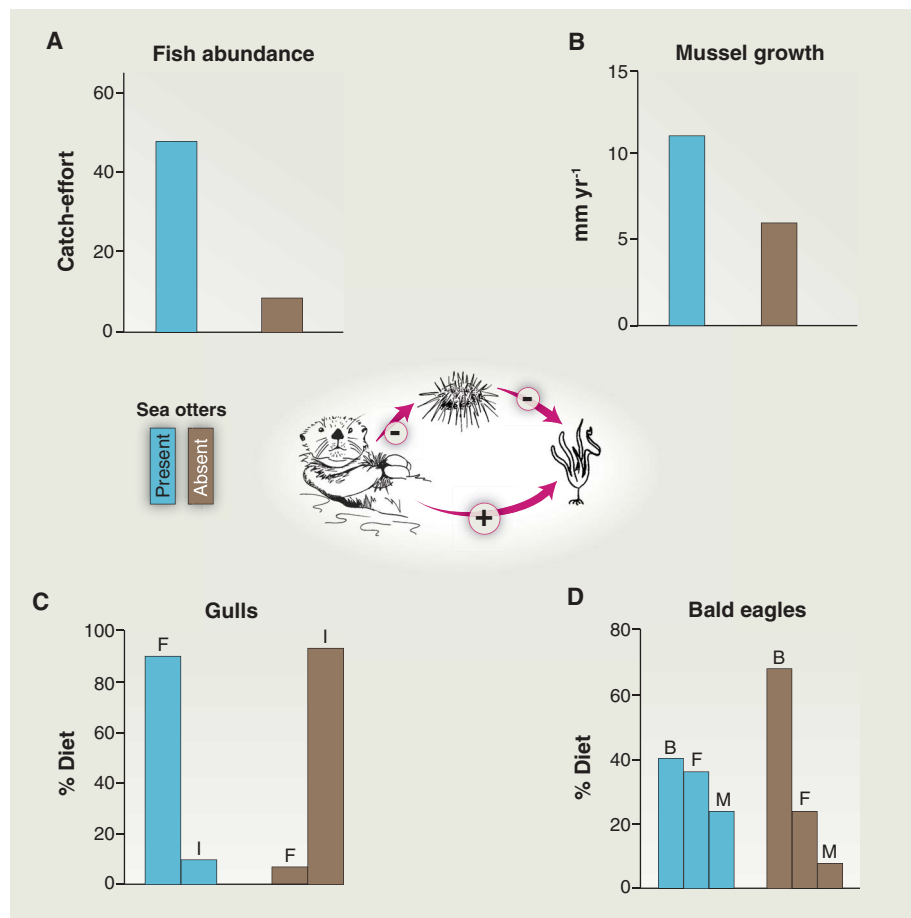 A
Fish abundance
60
40
20
0
Catch-effort
B
Mussel growth
15
10
5
0
mm yr-1
Sea otters
Present
Absent
-
-
+
C
Gulls
100
80
60
40
20
0
% Diet
F
I
F
I
D
Bald eagles
80
60
40
20
0
% Diet
B
F
M
B
F
M